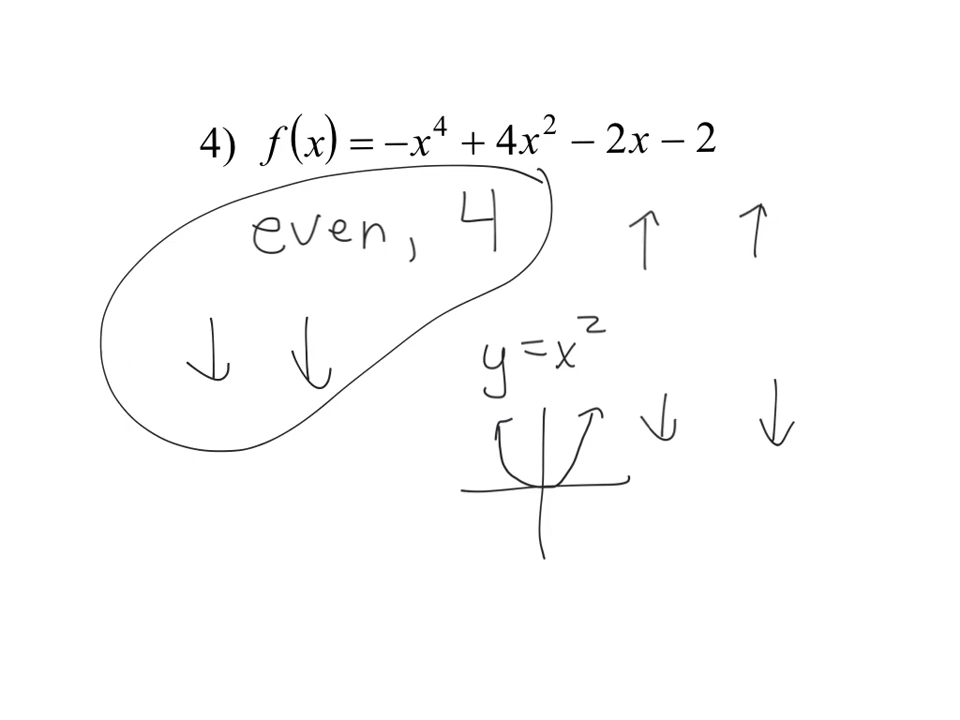 4) f(x) = −x⁴ + 4x² − 2x − 2
even, 4 ↑ ↑
↓ ↓
y=x²
↓ ↓